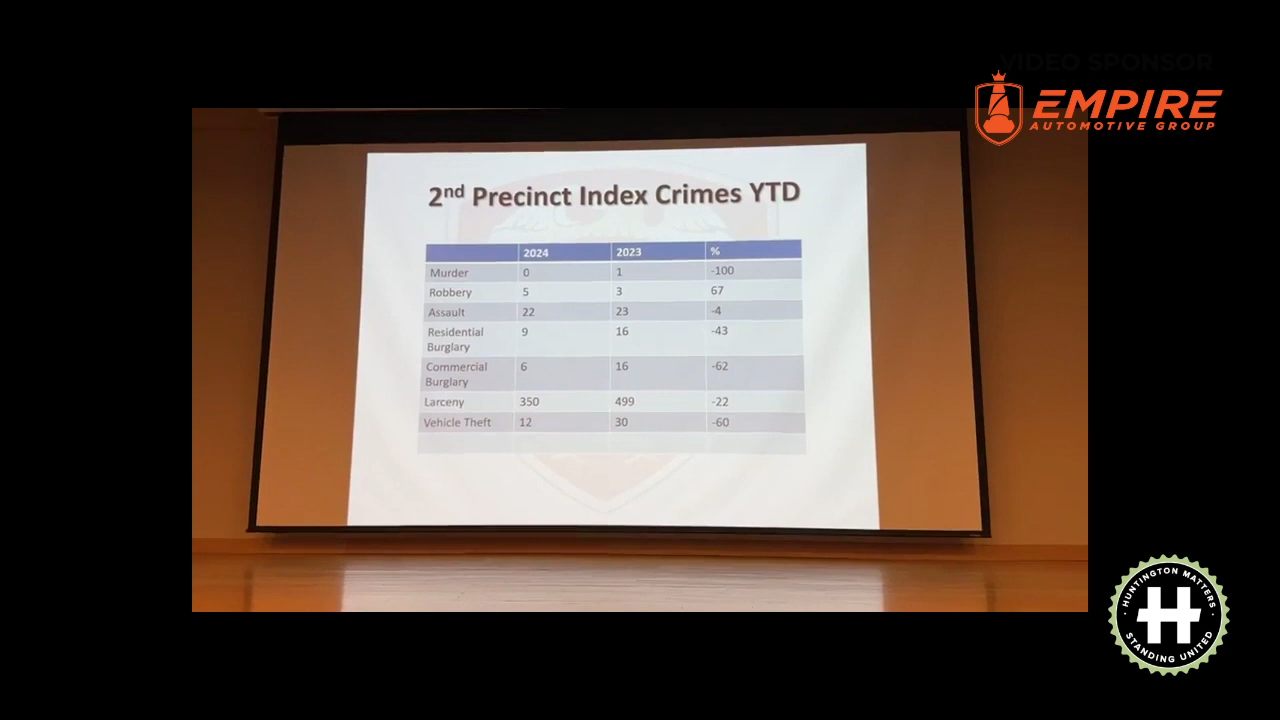 VIDEO SPONSOR
EMPIRE
AUTOMOTIVE GROUP
2nd Precinct Index Crimes YTD
2024 2023 %
Murder 0 1 -100
Robbery 5 3 67
Assault 22 23 -4
Residential Burglary 9 16 -43
Commercial Burglary 6 16 -62
Larceny 350 499 -22
Vehicle Theft 12 30 -60
HUNTINGTON MATTERS
H
STANDING UNITED